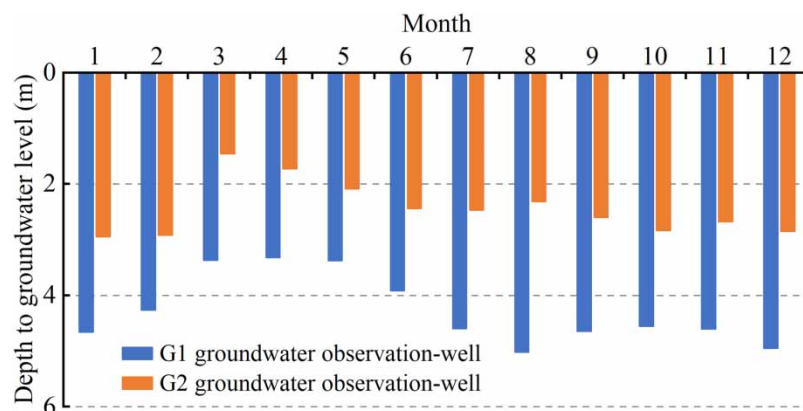 Month
1 2 3 4 5 6 7 8 9 10 11 12
Depth to groundwater level (m)
0
2
4
6
G1 groundwater observation-well
G2 groundwater observation-well